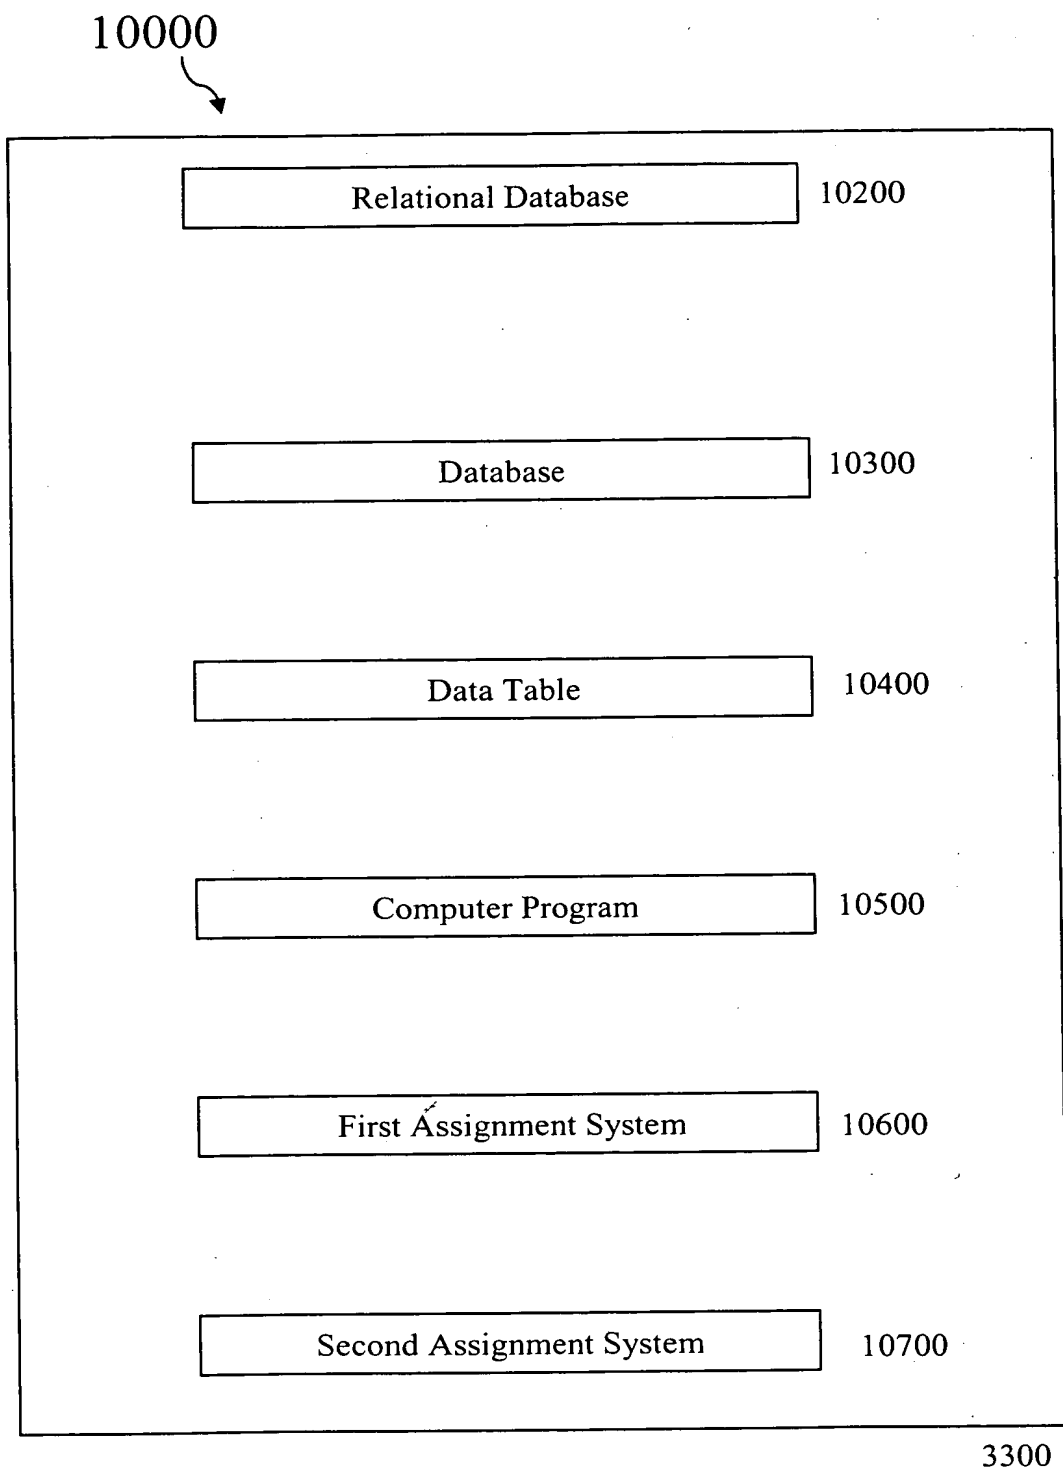 10000
Relational Database 10200
Database 10300
Data Table 10400
Computer Program 10500
First Assignment System 10600
Second Assignment System 10700
3300